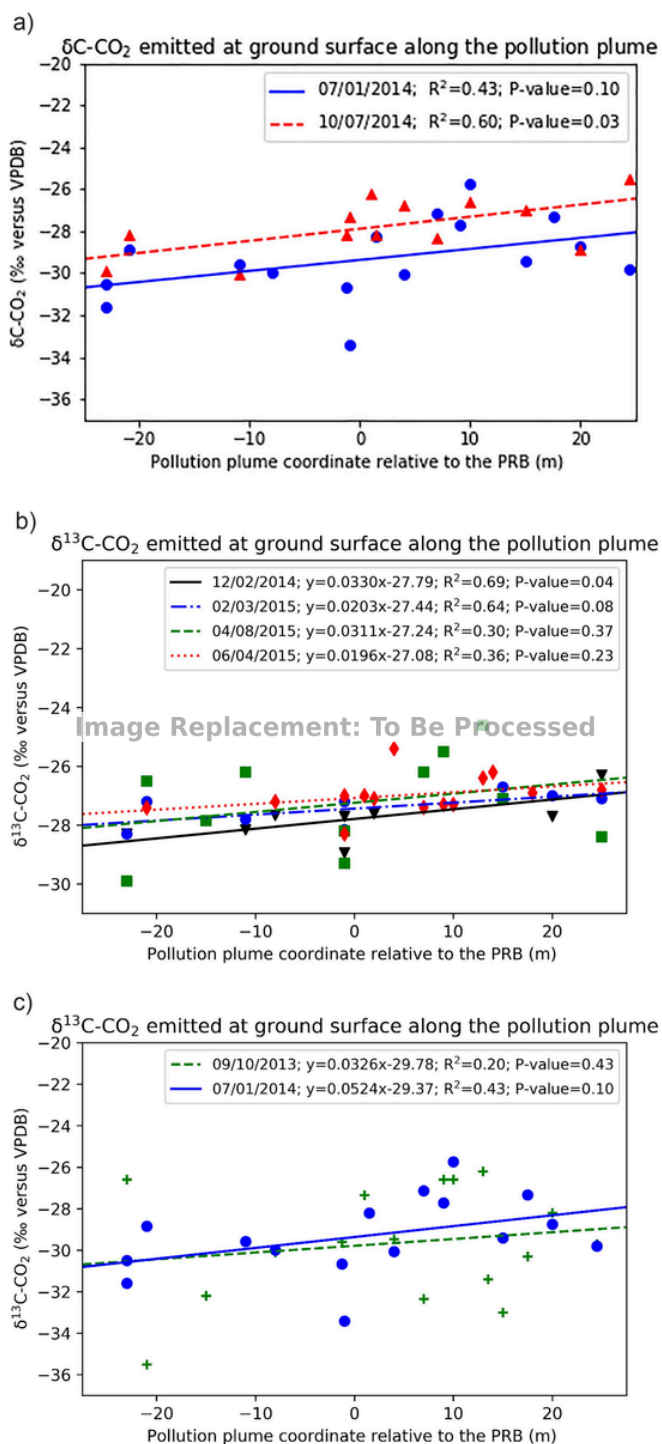 a)
δC-CO₂ emitted at ground surface along the pollution plume
07/01/2014; R²=0.43; P-value=0.10
10/07/2014; R²=0.60; P-value=0.03
δC-CO₂ (‰ versus VPDB)
−20
−22
−24
−26
−28
−30
−32
−34
−36
−20 −10 0 10 20
Pollution plume coordinate relative to the PRB (m)
b)
δ¹³C-CO₂ emitted at ground surface along the pollution plume
12/02/2014; y=0.0330x-27.79; R²=0.69; P-value=0.04
02/03/2015; y=0.0203x-27.44; R²=0.64; P-value=0.08
04/08/2015; y=0.0311x-27.24; R²=0.30; P-value=0.37
06/04/2015; y=0.0196x-27.08; R²=0.36; P-value=0.23
Image Replacement: To Be Processed
δ¹³C-CO₂ (‰ versus VPDB)
−20
−22
−24
−26
−28
−30
−20 −10 0 10 20
Pollution plume coordinate relative to the PRB (m)
c)
δ¹³C-CO₂ emitted at ground surface along the pollution plume
09/10/2013; y=0.0326x-29.78; R²=0.20; P-value=0.43
07/01/2014; y=0.0524x-29.37; R²=0.43; P-value=0.10
δ¹³C-CO₂ (‰ versus VPDB)
−20
−22
−24
−26
−28
−30
−32
−34
−36
−20 −10 0 10 20
Pollution plume coordinate relative to the PRB (m)